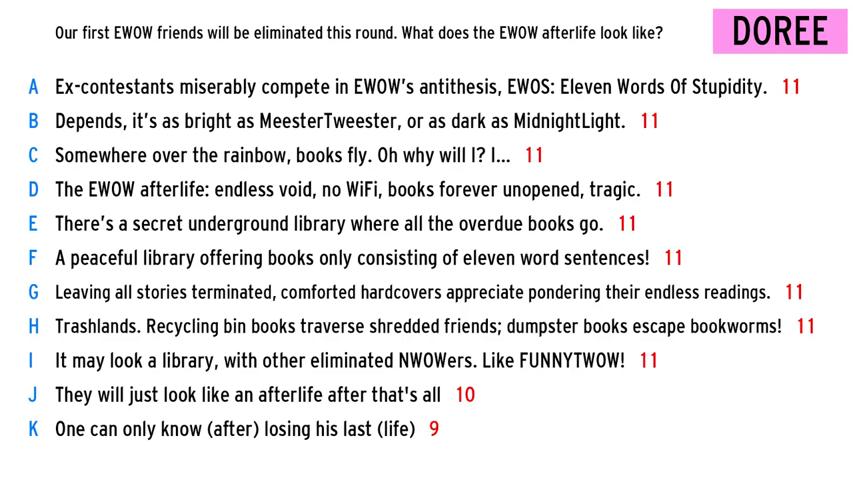 Our first EWOW friends will be eliminated this round. What does the EWOW afterlife look like?
DOREE
A Ex-contestants miserably compete in EWOW's antithesis, EWOS: Eleven Words Of Stupidity. 11
B Depends, it's as bright as MeesterTweester, or as dark as MidnightLight. 11
C Somewhere over the rainbow, books fly. Oh why will I? I... 11
D The EWOW afterlife: endless void, no WiFi, books forever unopened, tragic. 11
E There's a secret underground library where all the overdue books go. 11
F A peaceful library offering books only consisting of eleven word sentences! 11
G Leaving all stories terminated, comforted hardcovers appreciate pondering their endless readings. 11
H Trashlands. Recycling bin books traverse shredded friends; dumpster books escape bookworms! 11
I It may look a library, with other eliminated NWOWers. Like FUNNYTWOW! 11
J They will just look like an afterlife after that's all 10
K One can only know (after) losing his last (life) 9